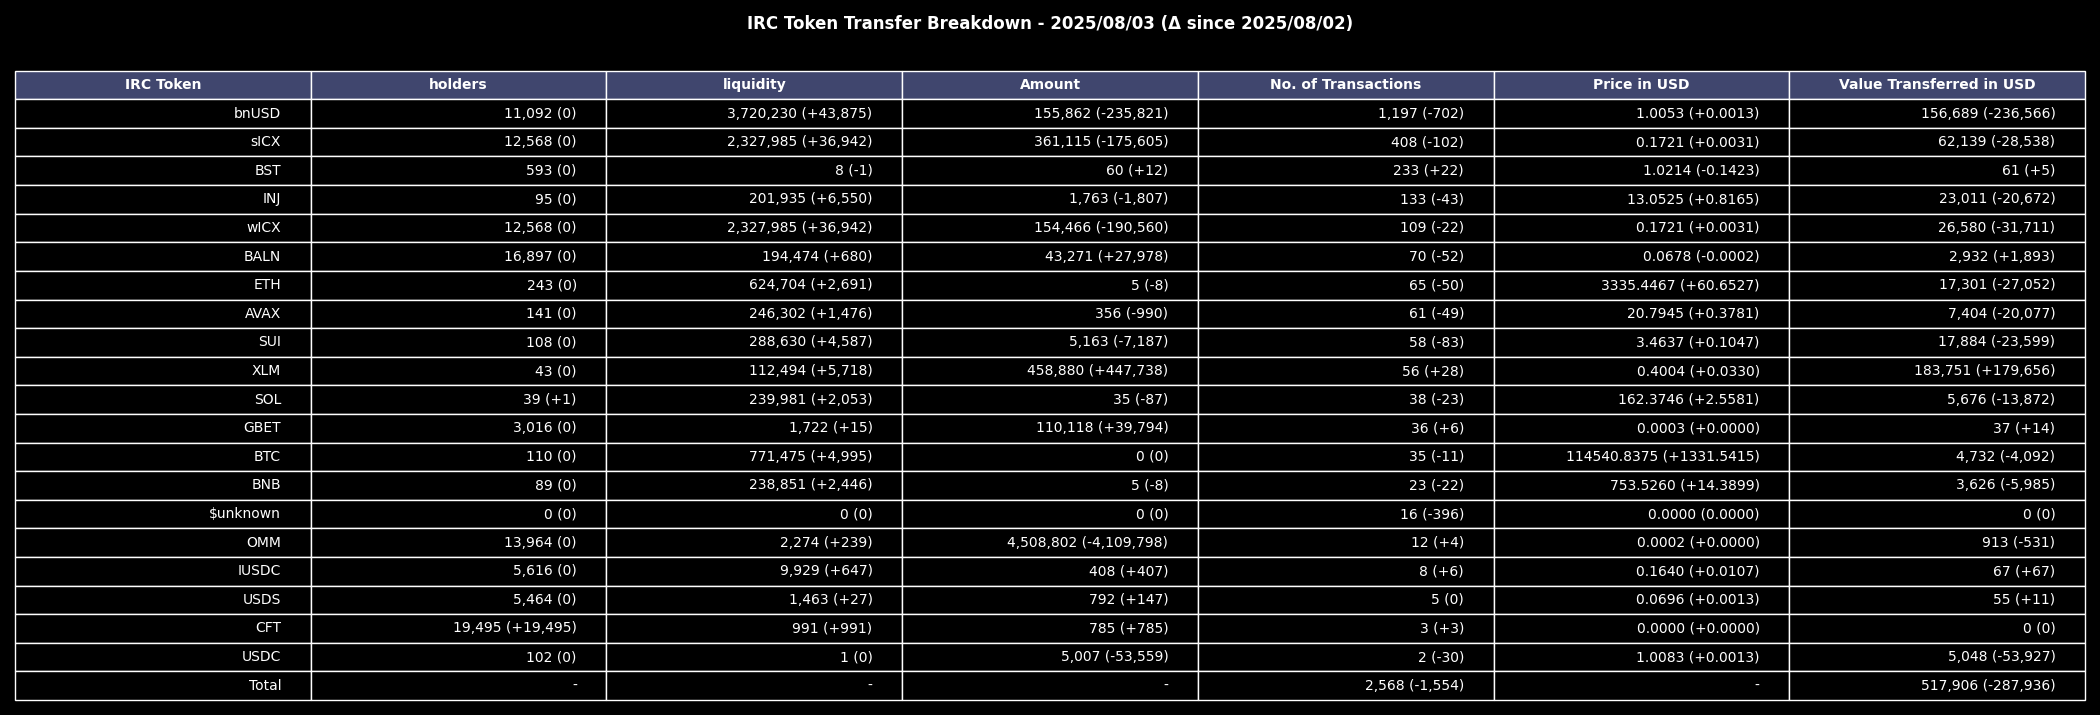 IRC Token Transfer Breakdown - 2025/08/03 (Δ since 2025/08/02)
IRC Token holders liquidity Amount No. of Transactions Price in USD Value Transferred in USD
bnUSD 11,092 (0) 3,720,230 (+43,875) 155,862 (-235,821) 1,197 (-702) 1.0053 (+0.0013) 156,689 (-236,566)
sICX 12,568 (0) 2,327,985 (+36,942) 361,115 (-175,605) 408 (-102) 0.1721 (+0.0031) 62,139 (-28,538)
BST 593 (0) 8 (-1) 60 (+12) 233 (+22) 1.0214 (-0.1423) 61 (+5)
INJ 95 (0) 201,935 (+6,550) 1,763 (-1,807) 133 (-43) 13.0525 (+0.8165) 23,011 (-20,672)
wICX 12,568 (0) 2,327,985 (+36,942) 154,466 (-190,560) 109 (-22) 0.1721 (+0.0031) 26,580 (-31,711)
BALN 16,897 (0) 194,474 (+680) 43,271 (+27,978) 70 (-52) 0.0678 (-0.0002) 2,932 (+1,893)
ETH 243 (0) 624,704 (+2,691) 5 (-8) 65 (-50) 3335.4467 (+60.6527) 17,301 (-27,052)
AVAX 141 (0) 246,302 (+1,476) 356 (-990) 61 (-49) 20.7945 (+0.3781) 7,404 (-20,077)
SUI 108 (0) 288,630 (+4,587) 5,163 (-7,187) 58 (-83) 3.4637 (+0.1047) 17,884 (-23,599)
XLM 43 (0) 112,494 (+5,718) 458,880 (+447,738) 56 (+28) 0.4004 (+0.0330) 183,751 (+179,656)
SOL 39 (+1) 239,981 (+2,053) 35 (-87) 38 (-23) 162.3746 (+2.5581) 5,676 (-13,872)
GBET 3,016 (0) 1,722 (+15) 110,118 (+39,794) 36 (+6) 0.0003 (+0.0000) 37 (+14)
BTC 110 (0) 771,475 (+4,995) 0 (0) 35 (-11) 114540.8375 (+1331.5415) 4,732 (-4,092)
BNB 89 (0) 238,851 (+2,446) 5 (-8) 23 (-22) 753.5260 (+14.3899) 3,626 (-5,985)
$unknown 0 (0) 0 (0) 0 (0) 16 (-396) 0.0000 (0.0000) 0 (0)
OMM 13,964 (0) 2,274 (+239) 4,508,802 (-4,109,798) 12 (+4) 0.0002 (+0.0000) 913 (-531)
IUSDC 5,616 (0) 9,929 (+647) 408 (+407) 8 (+6) 0.1640 (+0.0107) 67 (+67)
USDS 5,464 (0) 1,463 (+27) 792 (+147) 5 (0) 0.0696 (+0.0013) 55 (+11)
CFT 19,495 (+19,495) 991 (+991) 785 (+785) 3 (+3) 0.0000 (+0.0000) 0 (0)
USDC 102 (0) 1 (0) 5,007 (-53,559) 2 (-30) 1.0083 (+0.0013) 5,048 (-53,927)
Total - - - 2,568 (-1,554) - 517,906 (-287,936)